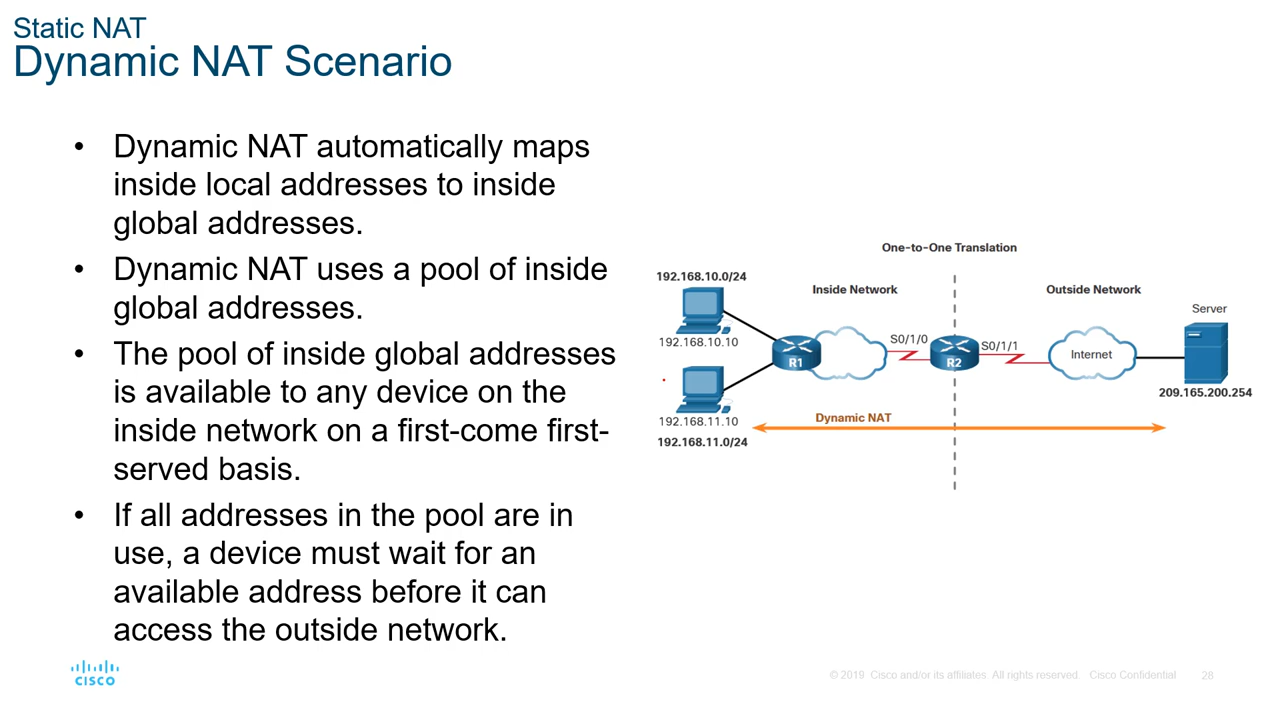 Static NAT
Dynamic NAT Scenario
• Dynamic NAT automatically maps
inside local addresses to inside
global addresses.
• Dynamic NAT uses a pool of inside
global addresses.
• The pool of inside global addresses
is available to any device on the
inside network on a first-come first-
served basis.
• If all addresses in the pool are in
use, a device must wait for an
available address before it can
access the outside network.
One-to-One Translation
192.168.10.0/24
Inside Network
Outside Network
Server
192.168.10.10
S0/1/0
S0/1/1
R1
R2
Internet
209.165.200.254
192.168.11.10
192.168.11.0/24
Dynamic NAT
CISCO
© 2019 Cisco and/or its affiliates. All rights reserved. Cisco Confidential
28